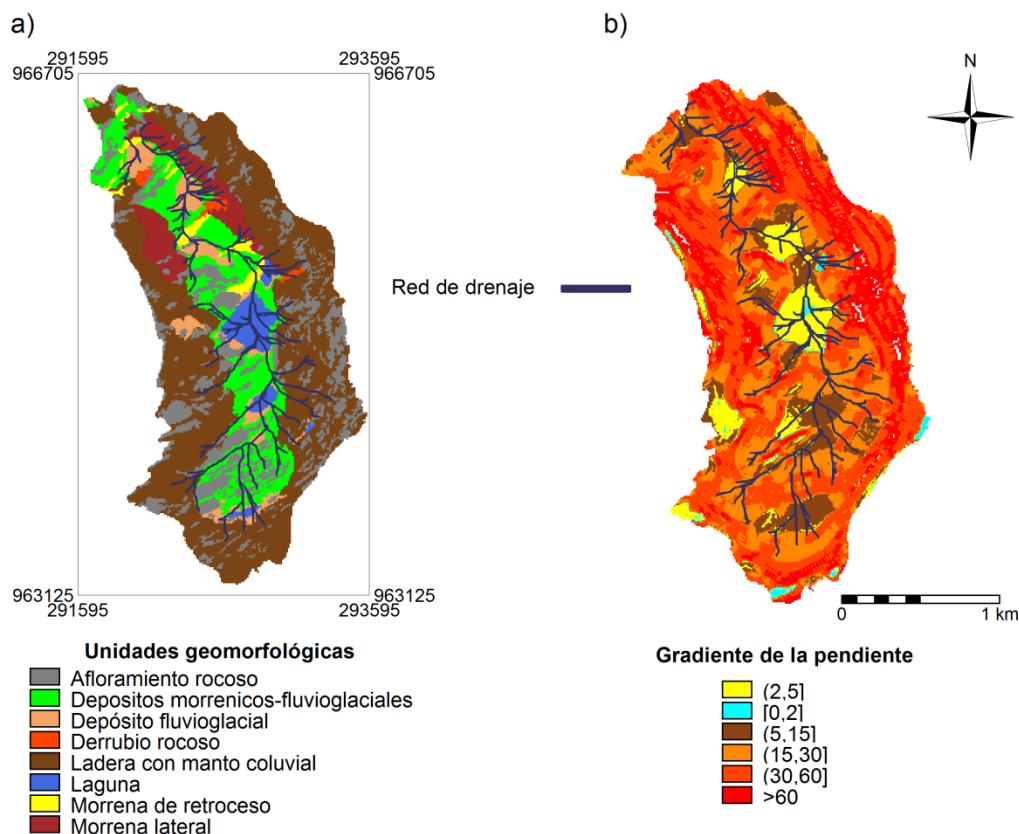 a)
b)
291595
293595
966705
966705
N
Red de drenaje
963125
963125
291595
293595
0
1 km
Unidades geomorfológicas
Afloramiento rocoso
Depositos morrenicos-fluvioglaciales
Depósito fluvioglacial
Derrubio rocoso
Ladera con manto coluvial
Laguna
Morrena de retroceso
Morrena lateral
Gradiente de la pendiente
(2,5]
[0,2]
(5,15]
(15,30]
(30,60]
>60